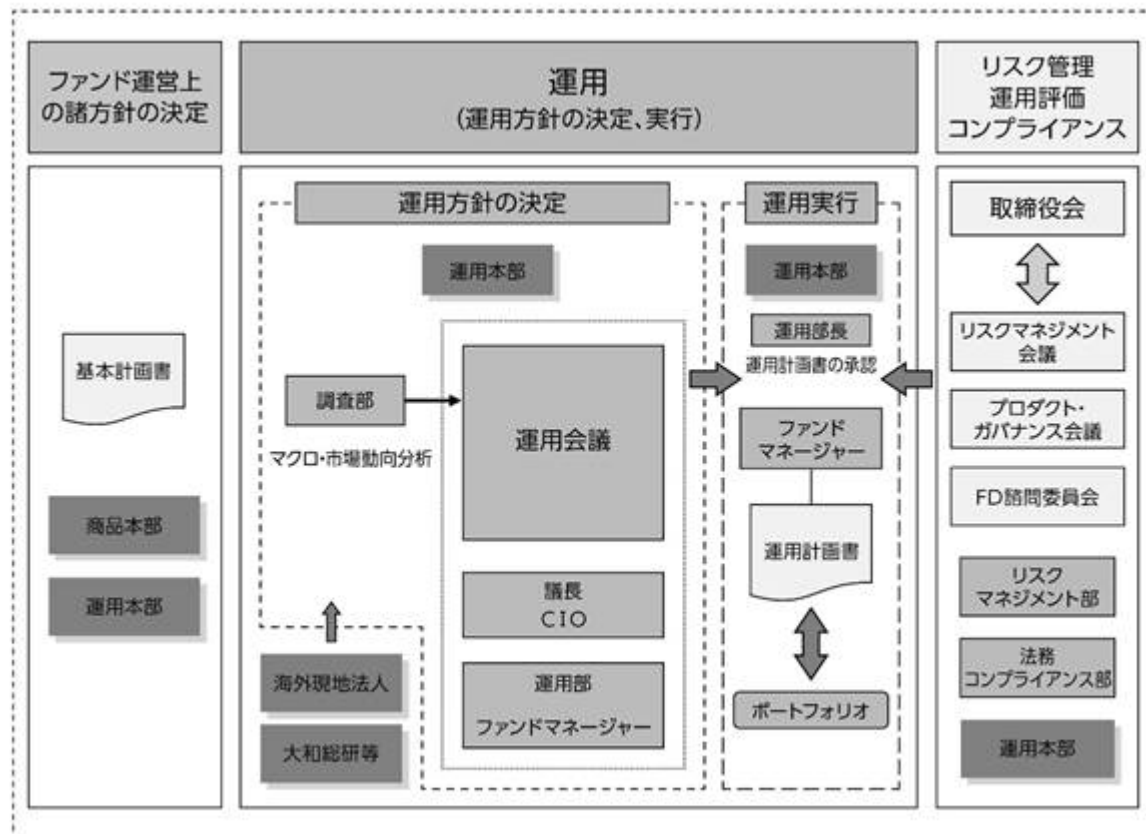 ファンド運営上
の諸方針の決定
運用
(運用方針の決定、実行)
リスク管理
運用評価
コンプライアンス
基本計画書
商品本部
運用本部
運用方針の決定
運用本部
調査部
マクロ・市場動向分析
運用会議
議長
CIO
運用部
ファンドマネージャー
海外現地法人
大和総研等
運用実行
運用本部
運用部長
運用計画書の承認
ファンド
マネージャー
運用計画書
ポートフォリオ
取締役会
リスクマネジメント
会議
プロダクト・
ガバナンス会議
FD諮問委員会
リスク
マネジメント部
法務
コンプライアンス部
運用本部